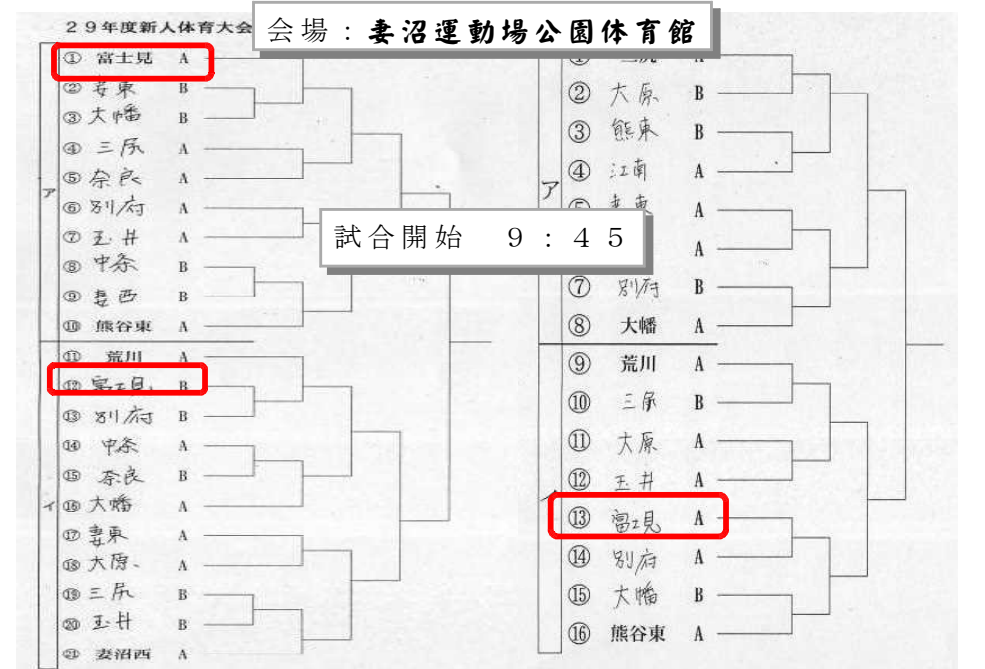 29年度新人体育大会
会場：妻沼運動場公園体育館
試合開始 9：45
ア
① 富士見 A
② 妻東 B
③ 大幡 B
④ 三尻 A
⑤ 奈良 A
⑥ 別府 A
⑦ 玉井 A
⑧ 中条 B
⑨ 妻西 B
⑩ 熊谷東 A
イ
⑪ 荒川 A
⑫ 富士見 B
⑬ 別府 B
⑭ 中条 A
⑮ 奈良 B
⑯ 大幡 A
⑰ 妻東 A
⑱ 大原 A
⑲ 三尻 B
⑳ 玉井 B
㉑ 妻沼西 A
ア
② 大原 B
③ 熊東 B
④ 江南 A
A
A
⑦ 別府 B
⑧ 大幡 A
イ
⑨ 荒川 A
⑩ 三尻 B
⑪ 大原 A
⑫ 玉井 A
⑬ 富士見 A
⑭ 別府 A
⑮ 大幡 B
⑯ 熊谷東 A